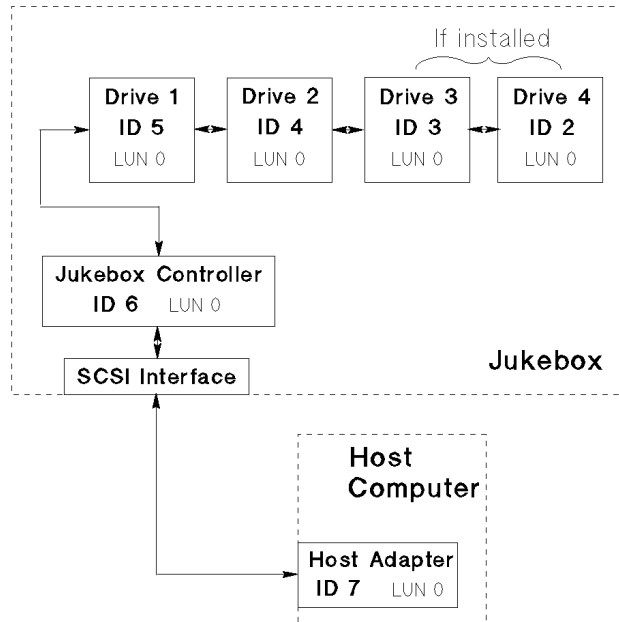 If installed
Drive 1
ID 5
LUN 0
Drive 2
ID 4
LUN 0
Drive 3
ID 3
LUN 0
Drive 4
ID 2
LUN 0
Jukebox Controller
ID 6 LUN 0
SCSI Interface
Jukebox
Host
Computer
Host Adapter
ID 7 LUN 0